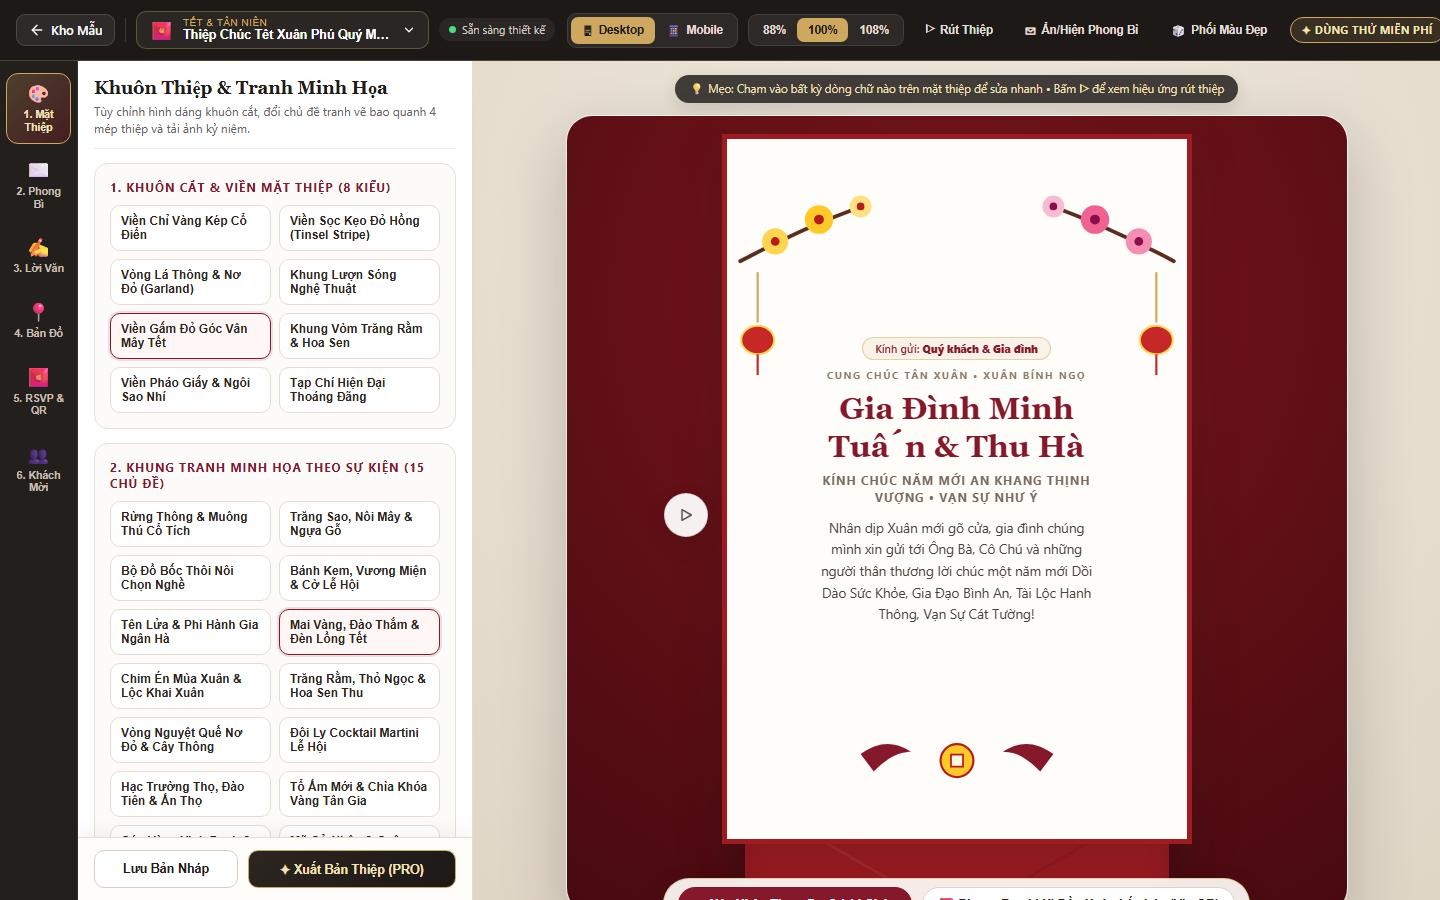 Kho Mẫu
TẾT & TÂN NIÊN
Thiệp Chúc Tết Xuân Phú Quý M...
Sẵn sàng thiết kế
Desktop
Mobile
88%
100%
108%
Rút Thiệp
Ẩn/Hiện Phong Bì
Phối Màu Đẹp
✦ DÙNG THỬ MIỄN PHÍ
1. Mặt
Thiệp
2. Phong
Bì
3. Lời Văn
4. Bản Đồ
5. RSVP &
QR
6. Khách
Mời
Khuôn Thiệp & Tranh Minh Họa
Tùy chỉnh hình dáng khuôn cắt, đổi chủ đề tranh vẽ bao quanh 4
mép thiệp và tải ảnh kỷ niệm.
1. KHUÔN CẮT & VIỀN MẶT THIỆP (8 KIỂU)
Viền Chỉ Vàng Kép Cổ
Điển
Viền Sọc Kẹo Đỏ Hồng
(Tinsel Stripe)
Vòng Lá Thông & Nơ
Đỏ (Garland)
Khung Lượn Sóng
Nghệ Thuật
Viền Gấm Đỏ Góc Vân
Mây Tết
Khung Vòm Trăng Rằm
& Hoa Sen
Viền Pháo Giấy & Ngôi
Sao Nhí
Tạp Chí Hiện Đại
Thoáng Đãng
2. KHUNG TRANH MINH HỌA THEO SỰ KIỆN (15
CHỦ ĐỀ)
Rừng Thông & Muông
Thú Cổ Tích
Trăng Sao, Nôi Mây &
Ngựa Gỗ
Bộ Đồ Bốc Thôi Nôi
Chọn Nghề
Bánh Kem, Vương Miện
& Cờ Lễ Hội
Tên Lửa & Phi Hành Gia
Ngân Hà
Mai Vàng, Đào Thắm &
Đèn Lồng Tết
Chim Én Mùa Xuân &
Lộc Khai Xuân
Trăng Rằm, Thỏ Ngọc &
Hoa Sen Thu
Vòng Nguyệt Quế Nơ
Đỏ & Cây Thông
Đôi Ly Cocktail Martini
Lễ Hội
Hạc Trường Thọ, Đào
Tiên & Ấn Thọ
Tổ Ấm Mới & Chìa Khóa
Vàng Tân Gia
Lưu Bản Nháp
✦ Xuất Bản Thiệp (PRO)
Mẹo: Chạm vào bất kỳ dòng chữ nào trên mặt thiệp để sửa nhanh • Bấm ▷ để xem hiệu ứng rút thiệp
Kính gửi: Quý khách & Gia đình
CUNG CHÚC TÂN XUÂN • XUÂN BÍNH NGỌ
Gia Đình Minh
Tuấn & Thu Hà
KÍNH CHÚC NĂM MỚI AN KHANG THỊNH
VƯỢNG • VẠN SỰ NHƯ Ý
Nhân dịp Xuân mới gõ cửa, gia đình chúng
mình xin gửi tới Ông Bà, Cô Chú và những
người thân thương lời chúc một năm mới Dồi
Dào Sức Khỏe, Gia Đạo Bình An, Tài Lộc Hanh
Thông, Vạn Sự Cát Tường!